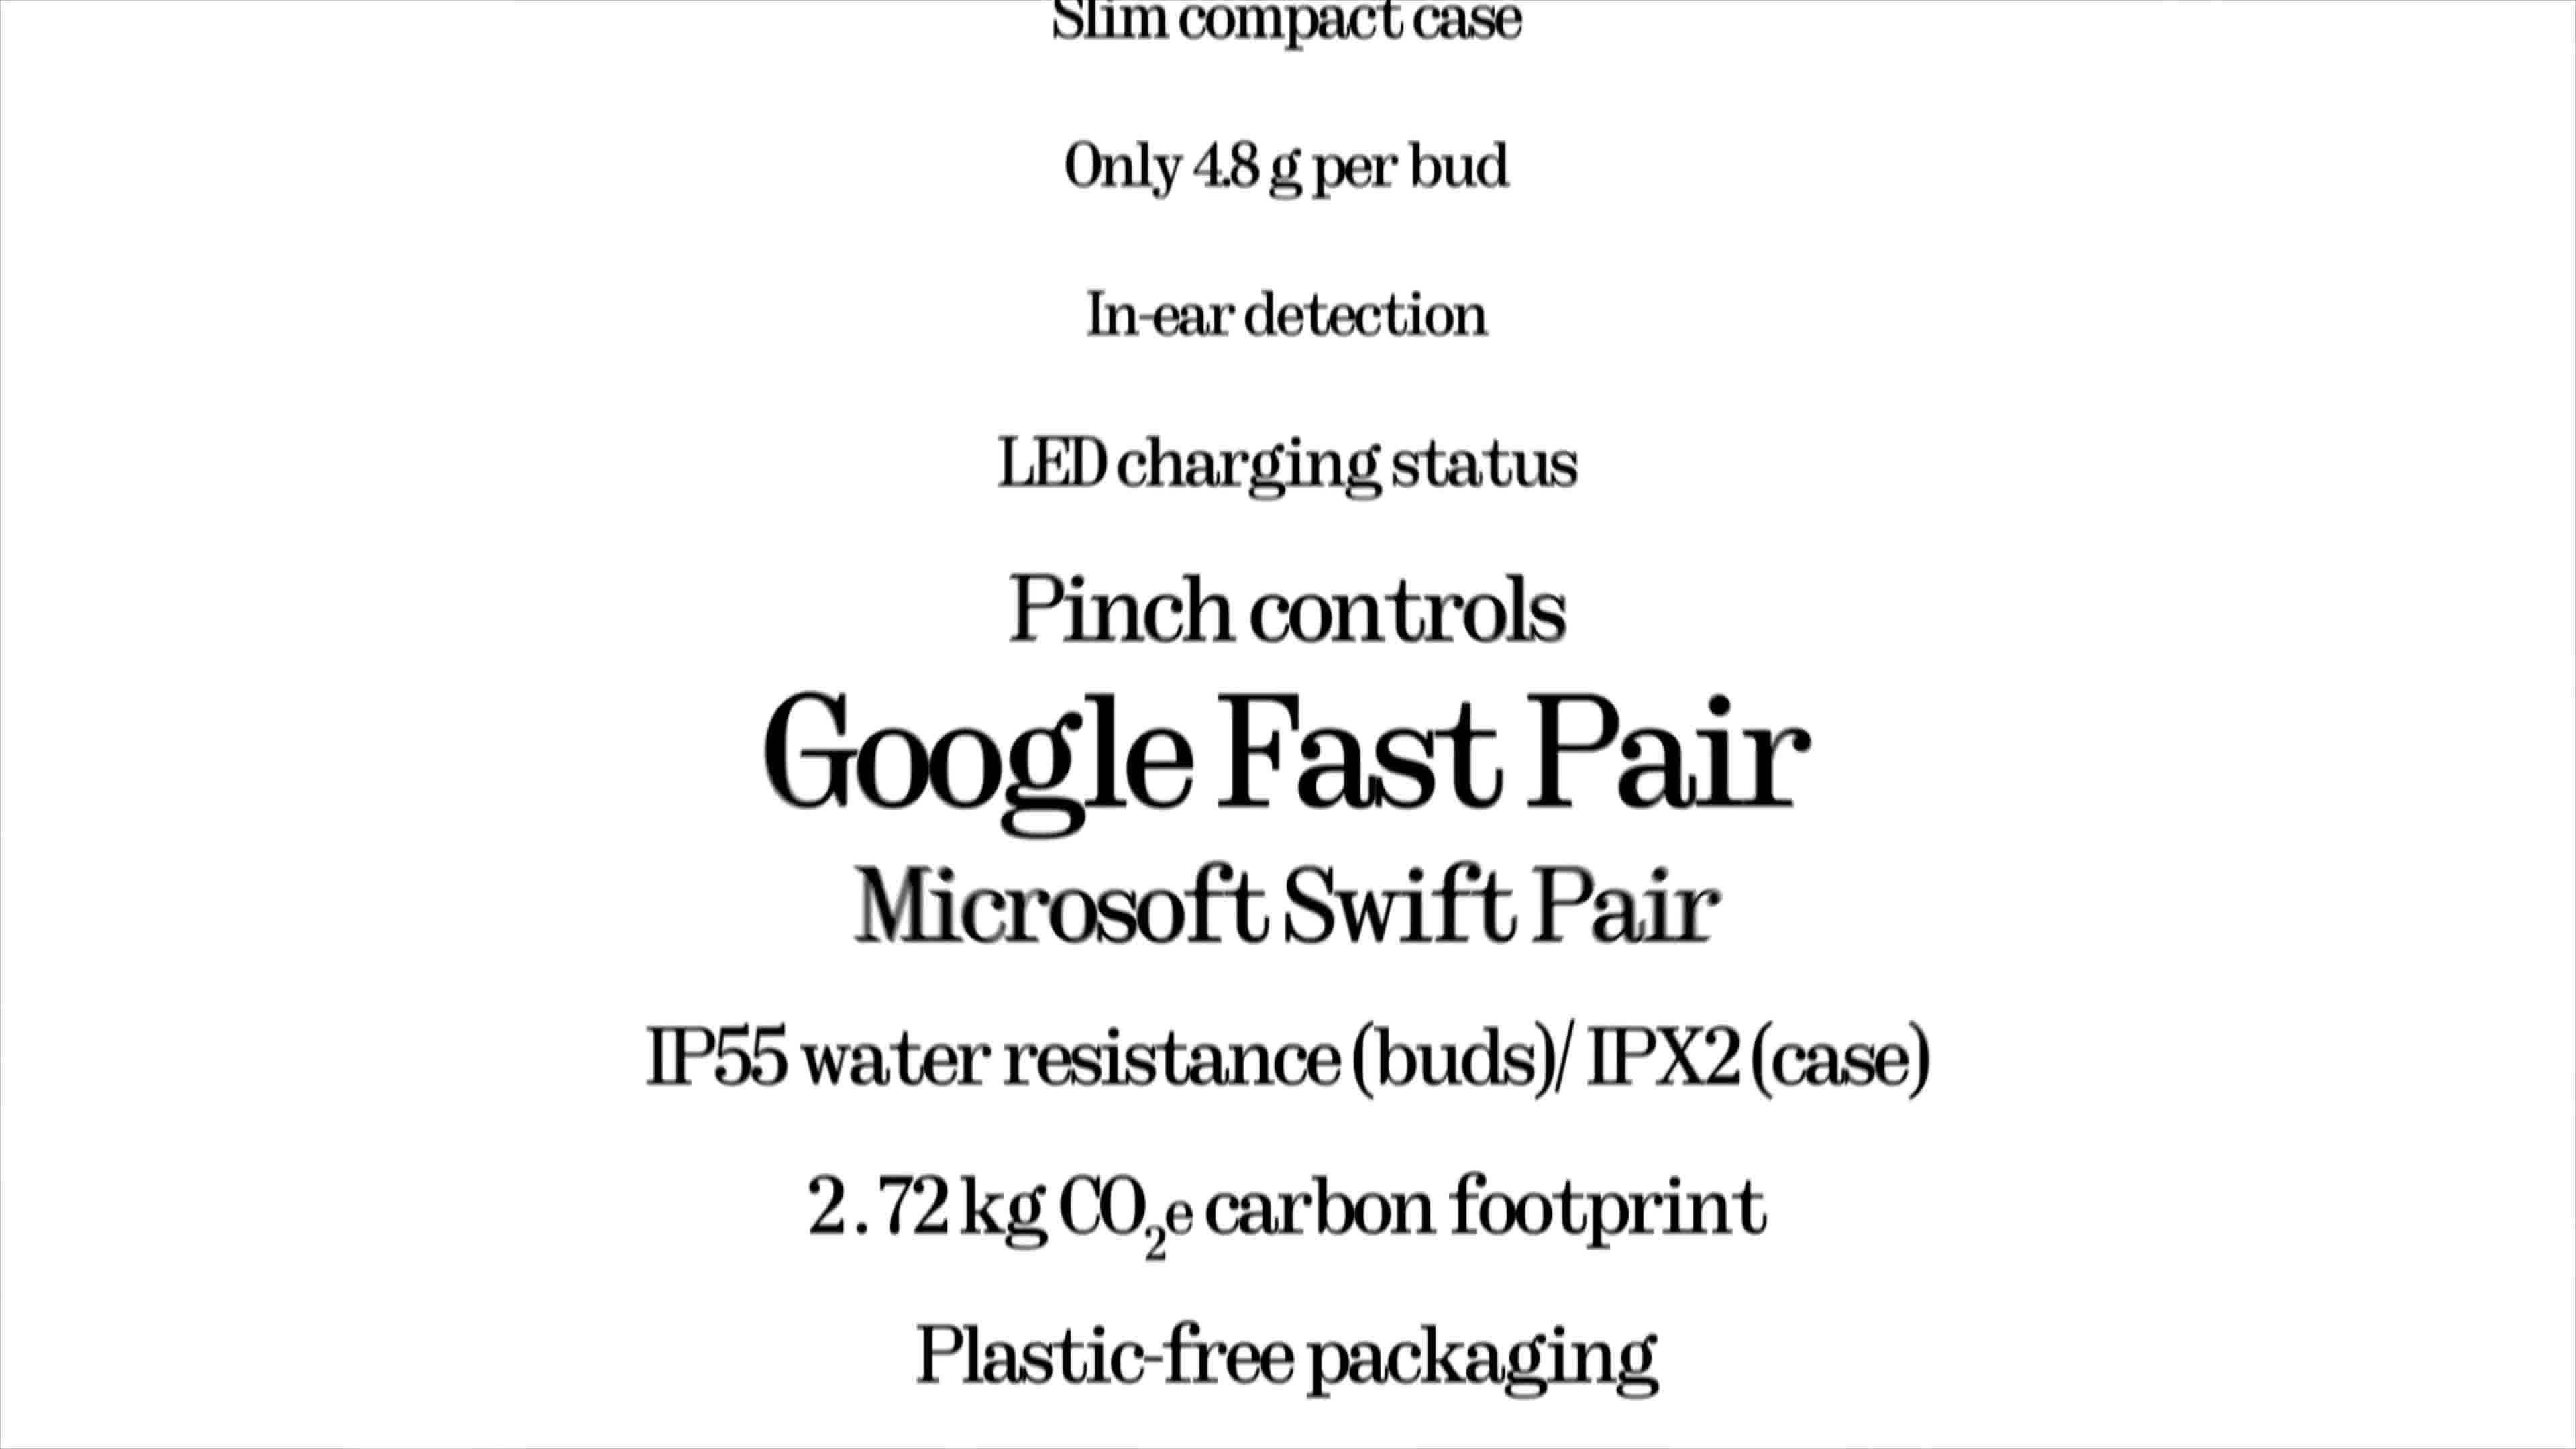 Slim compact case
Only 4.8 g per bud
In-ear detection
LED charging status
Pinch controls
Google Fast Pair
Microsoft Swift Pair
IP55 water resistance (buds)/ IPX2 (case)
2.72 kg CO₂e carbon footprint
Plastic-free packaging